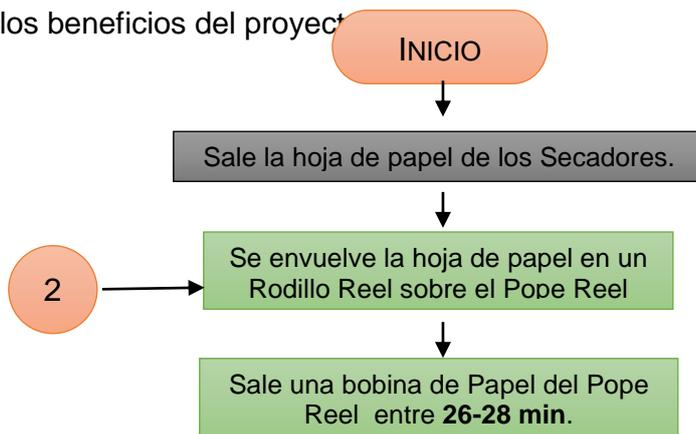 los beneficios del proyect
INICIO
Sale la hoja de papel de los Secadores.
Se envuelve la hoja de papel en un
Rodillo Reel sobre el Pope Reel
2
Sale una bobina de Papel del Pope
Reel entre 26-28 min.